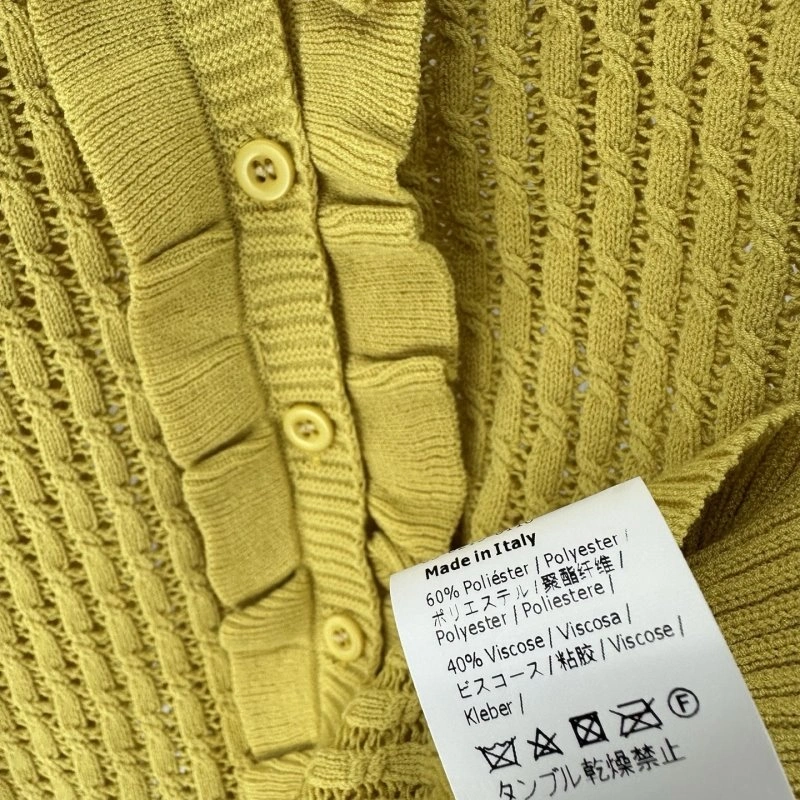 Made in Italy
60% Poliéster / Polyester /
ポリエステル / 聚酯纤维 /
Polyester / Poliestere /
40% Viscose / Viscosa /
ビスコース / 粘胶 / Viscose /
Kleber /
F
タンブル乾燥禁止